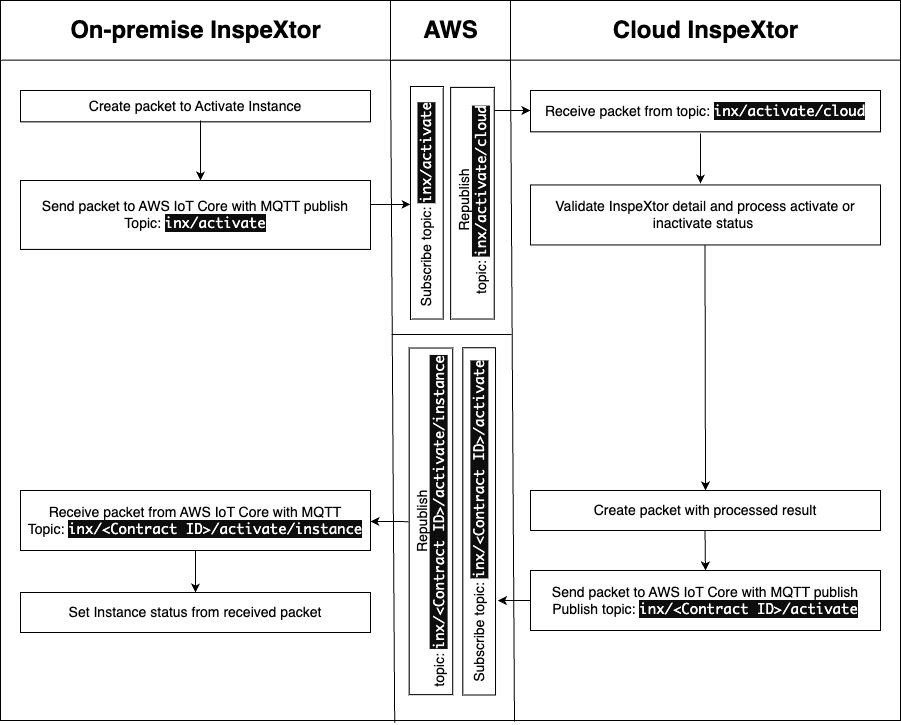 On-premise InspeXtor
AWS
Cloud InspeXtor
Create packet to Activate Instance
Send packet to AWS IoT Core with MQTT publish
Topic: inx/activate
Subscribe topic: inx/activate
Republish
topic: inx/activate/cloud
Receive packet from topic: inx/activate/cloud
Validate InspeXtor detail and process activate or
inactivate status
Create packet with processed result
Send packet to AWS IoT Core with MQTT publish
Publish topic: inx/<Contract ID>/activate
Subscribe topic: inx/<Contract ID>/activate
Republish
topic: inx/<Contract ID>/activate/instance
Receive packet from AWS IoT Core with MQTT
Topic: inx/<Contract ID>/activate/instance
Set Instance status from received packet